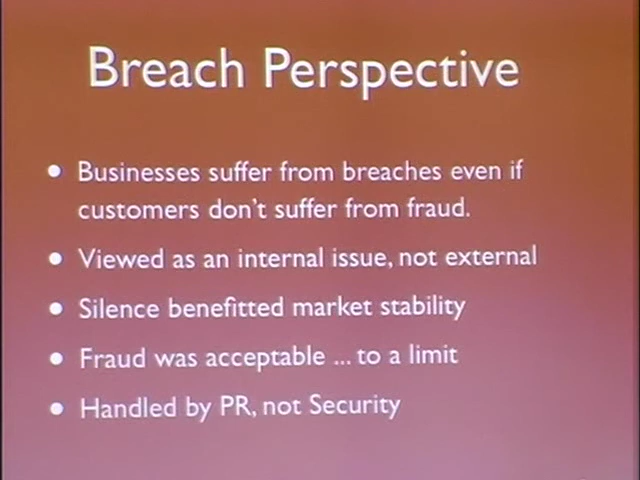 Breach Perspective
• Businesses suffer from breaches even if
customers don't suffer from fraud.
• Viewed as an internal issue, not external
• Silence benefitted market stability
• Fraud was acceptable ... to a limit
• Handled by PR, not Security